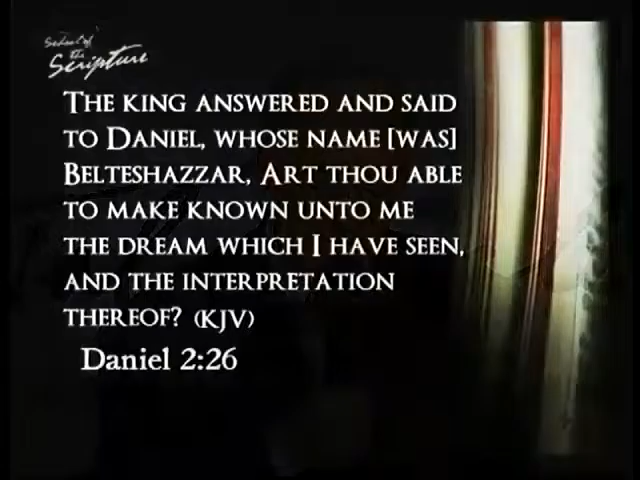 School of
the
Scripture
THE KING ANSWERED AND SAID
TO DANIEL, WHOSE NAME [WAS]
BELTESHAZZAR, ART THOU ABLE
TO MAKE KNOWN UNTO ME
THE DREAM WHICH I HAVE SEEN,
AND THE INTERPRETATION
THEREOF? (KJV)
Daniel 2:26